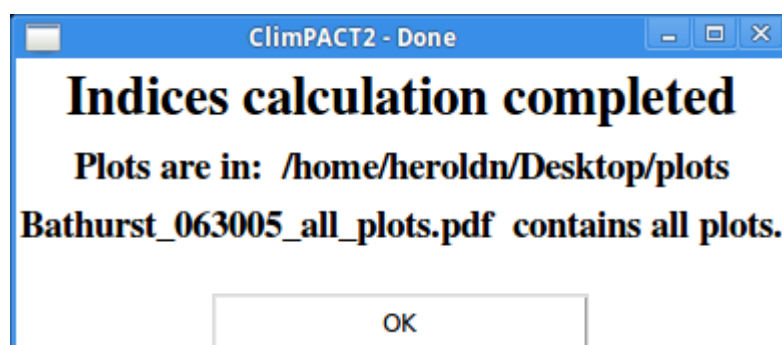 ClimPACT2 - Done
Indices calculation completed
Plots are in: /home/heroldn/Desktop/plots
Bathurst_063005_all_plots.pdf contains all plots.
OK